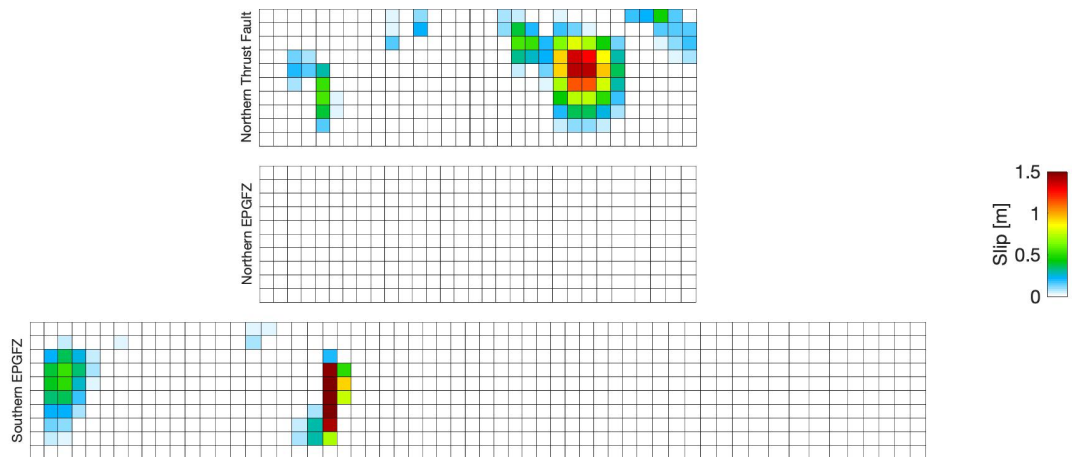 Northern Thrust Fault
Northern EPGFZ
Southern EPGFZ
Slip [m]
1.5
1
0.5
0